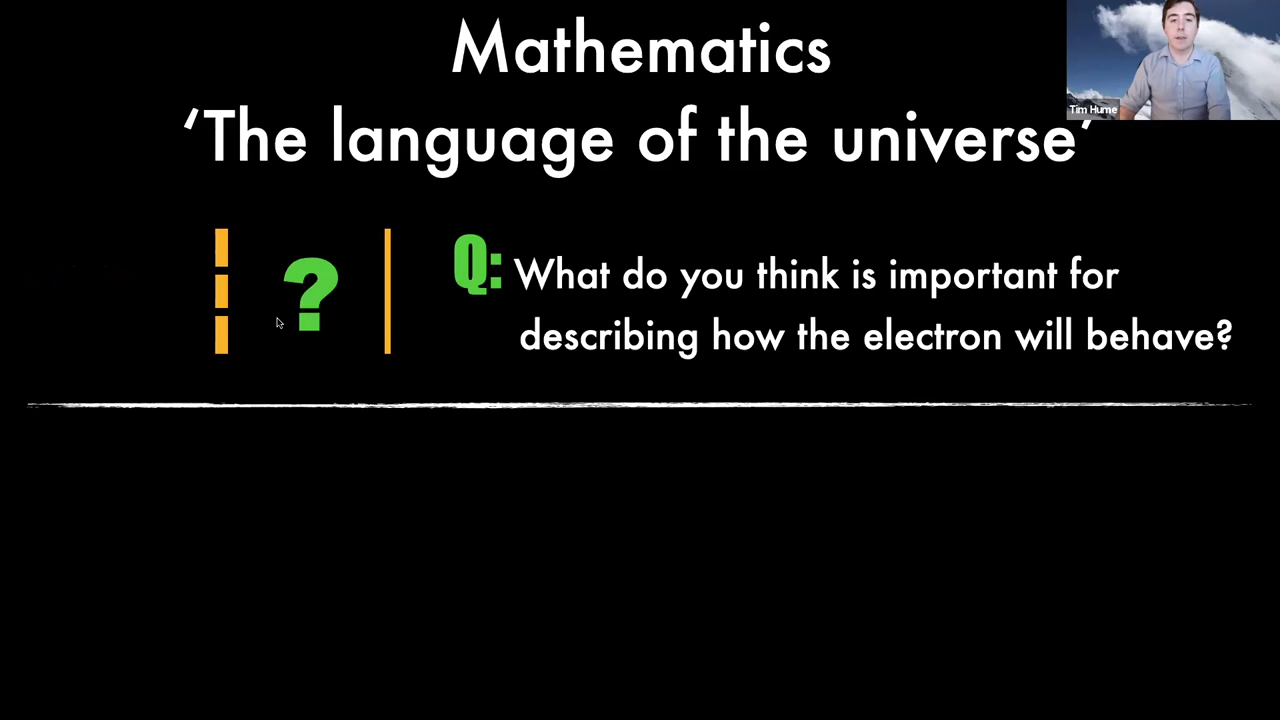 Mathematics
‘The language of the universe’
Tim Hume
?
Q: What do you think is important for
describing how the electron will behave?